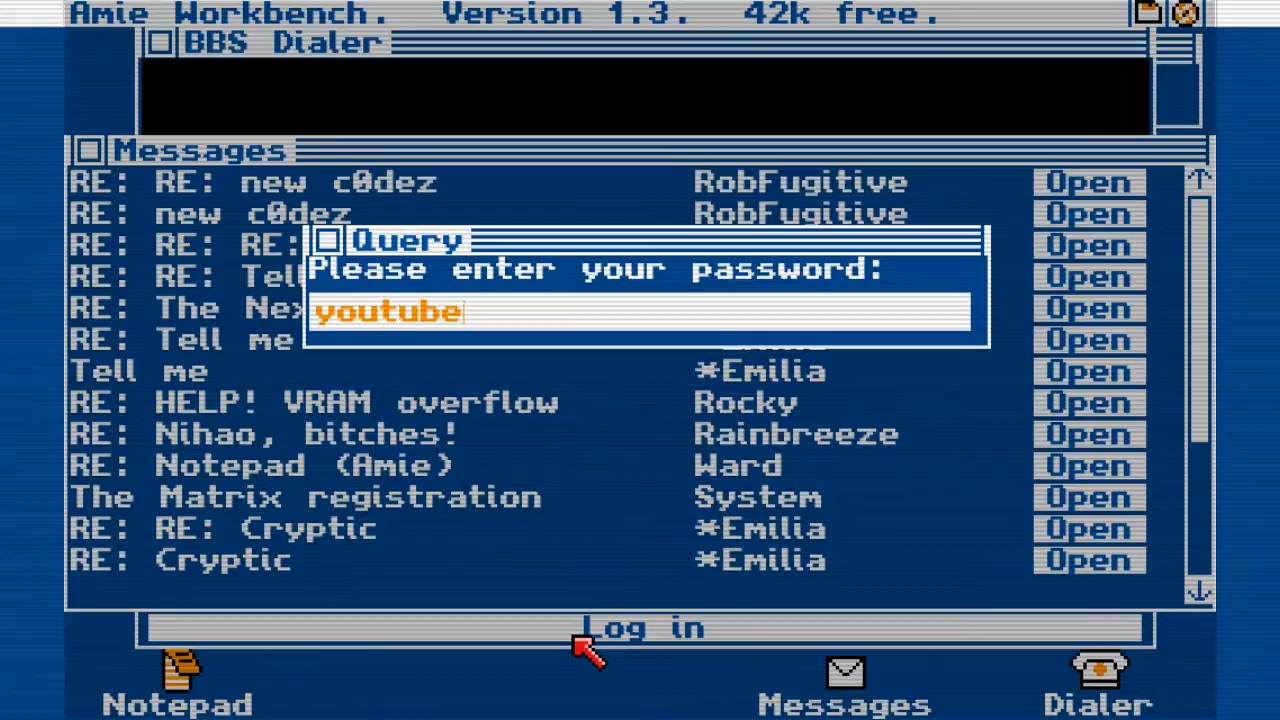 Amie Workbench. Version 1.3. 42k free.
BBS Dialer
Messages
RE: RE: new c0dez RobFugitive Open
RE: new c0dez RobFugitive Open
RE: RE: RE: Open
Query
Please enter your password:
RE: RE: Tell Open
youtube
RE: The Nex Open
RE: Tell me *Emilia Open
Tell me *Emilia Open
RE: HELP! VRAM overflow Rocky Open
RE: Nihao, bitches! Rainbreeze Open
RE: Notepad (Amie) Ward Open
The Matrix registration System Open
RE: RE: Cryptic *Emilia Open
RE: Cryptic *Emilia Open
Log in
Notepad Messages Dialer